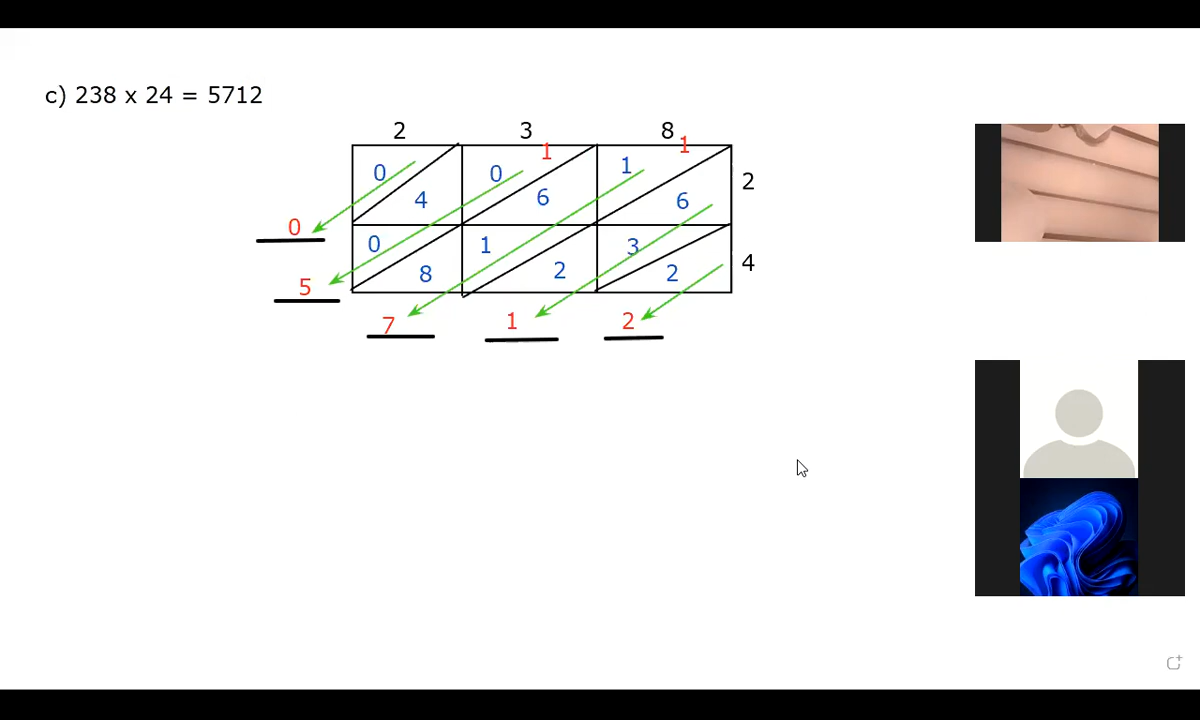 c) 238 x 24 = 5712
2 3 8
1 1
0 0 1 2
4 6 6
0
0 1 3 4
8 2 2
5
7 1 2